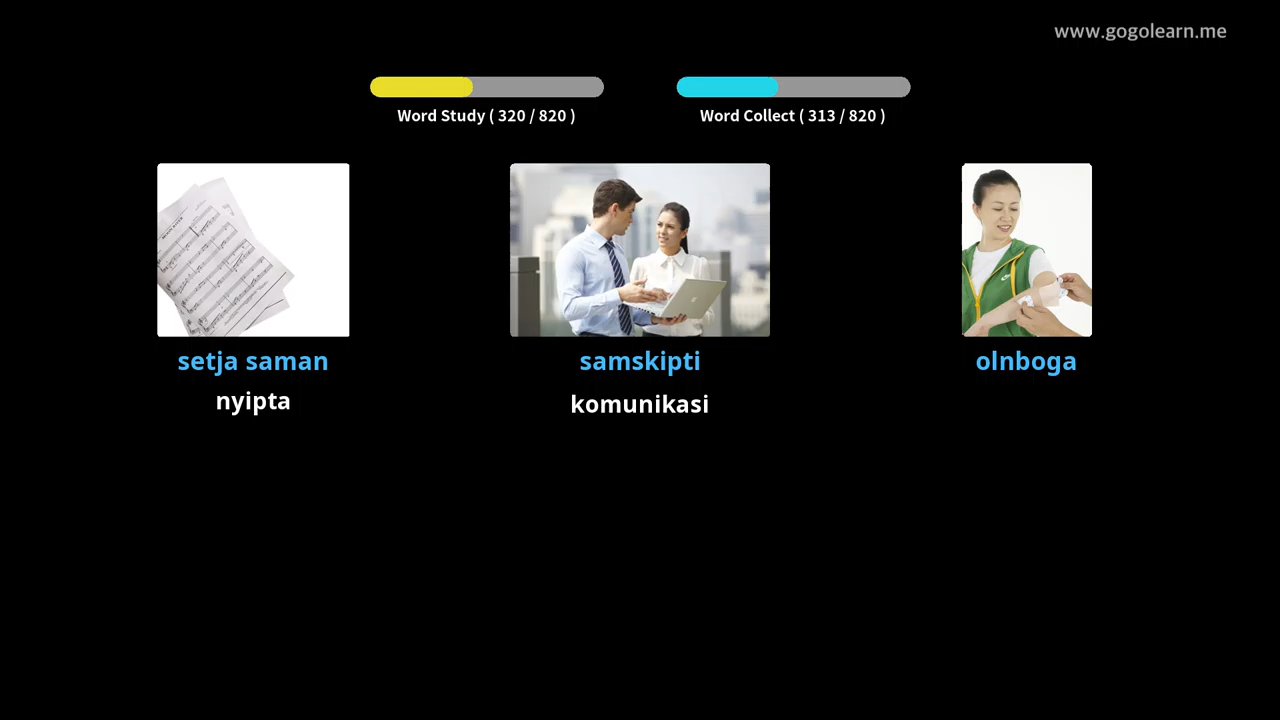 www.gogolearn.me
Word Study ( 320 / 820 )
Word Collect ( 313 / 820 )
setja saman
samskipti
olnboga
nyipta
komunikasi